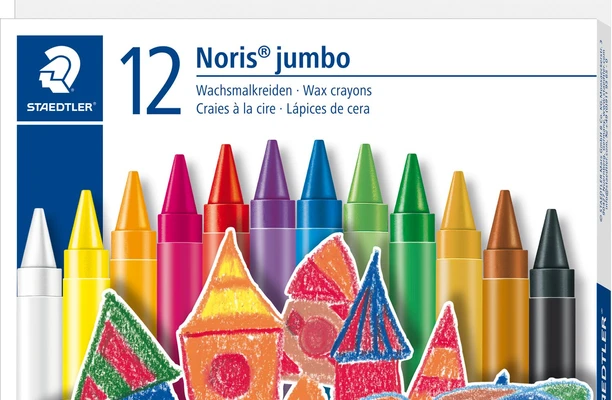 STAEDTLER®
12
Noris® jumbo
Wachsmalkreiden · Wax crayons
Craies à la cire · Lápices de cera
STAEDTLER